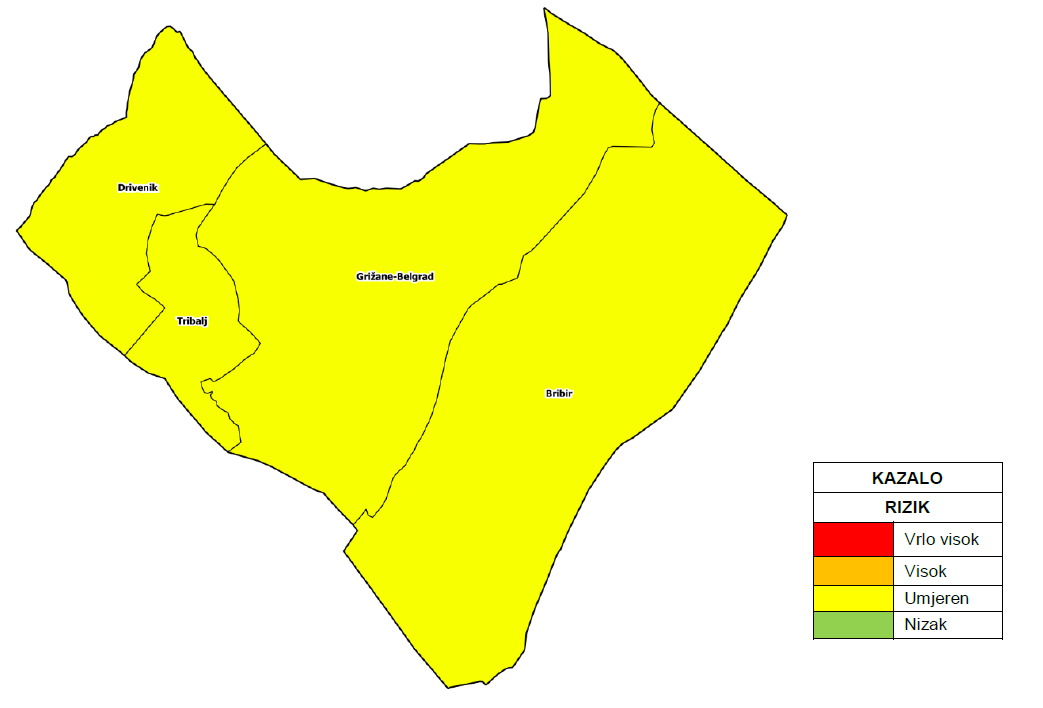 Drivenik
Grižane-Belgrad
Tribalj
Bribir
KAZALO
RIZIK
Vrlo visok
Visok
Umjeren
Nizak